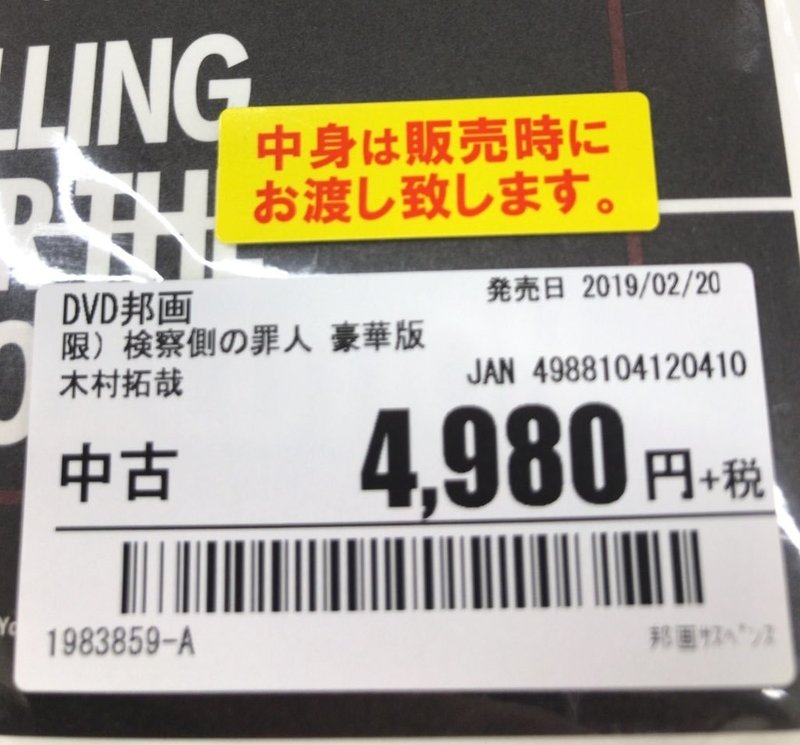 LLING
中身は販売時に
お渡し致します。
THE
DVD邦画
発売日 2019/02/20
限）検察側の罪人 豪華版
木村拓哉
JAN 4988104120410
中古
4,980円+税
1983859-A
邦画サスペンス